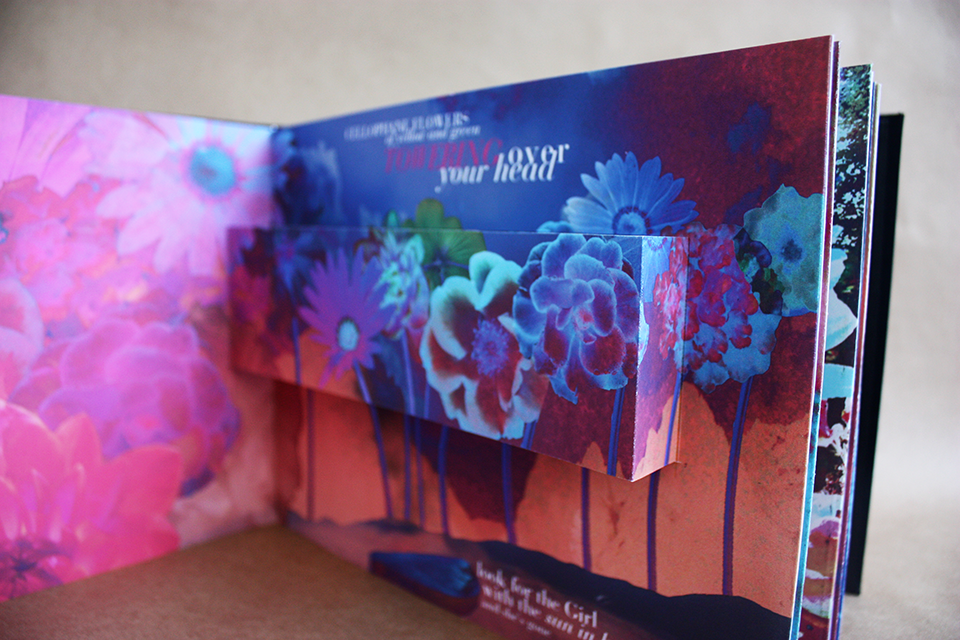 CELLOPHANE FLOWERS
of yellow and green
TOWERING over
your head
look for the Girl
with the sun in